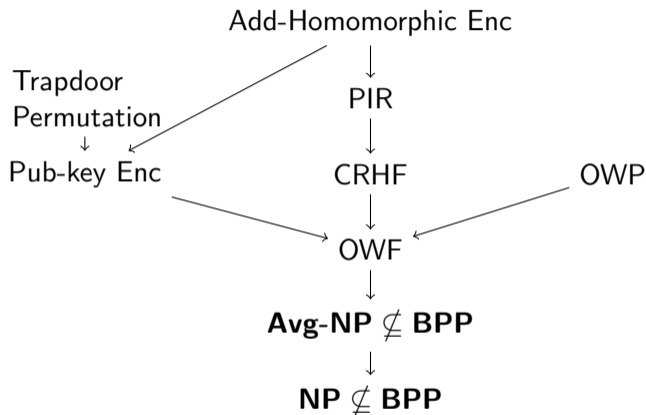 Add-Homomorphic Enc
Trapdoor
Permutation
PIR
Pub-key Enc
CRHF
OWP
OWF
Avg-NP ⊈ BPP
NP ⊈ BPP